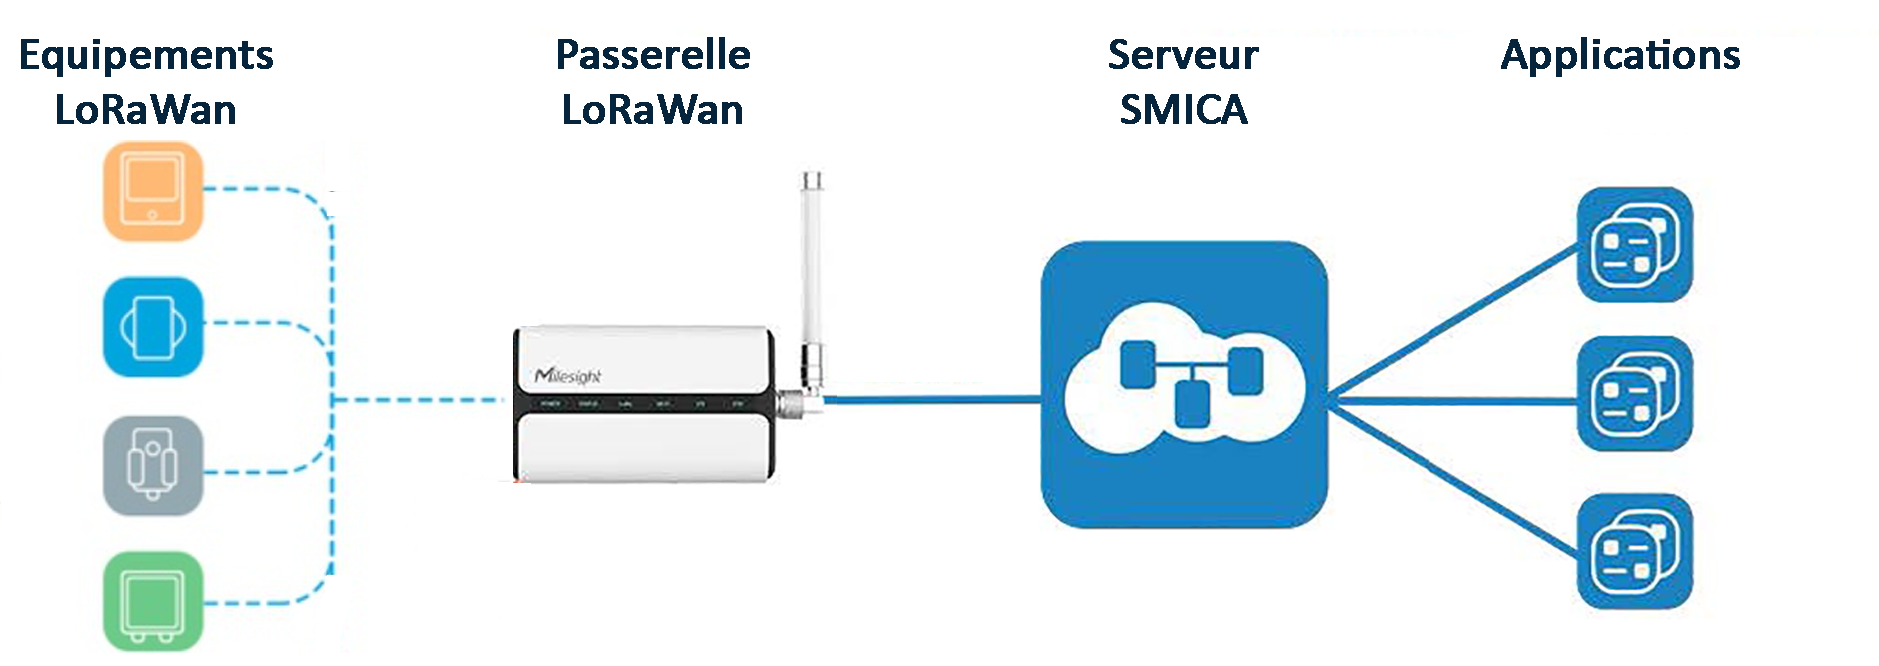 Equipements
LoRaWan
Passerelle
LoRaWan
Serveur
SMICA
Applications
Milesight